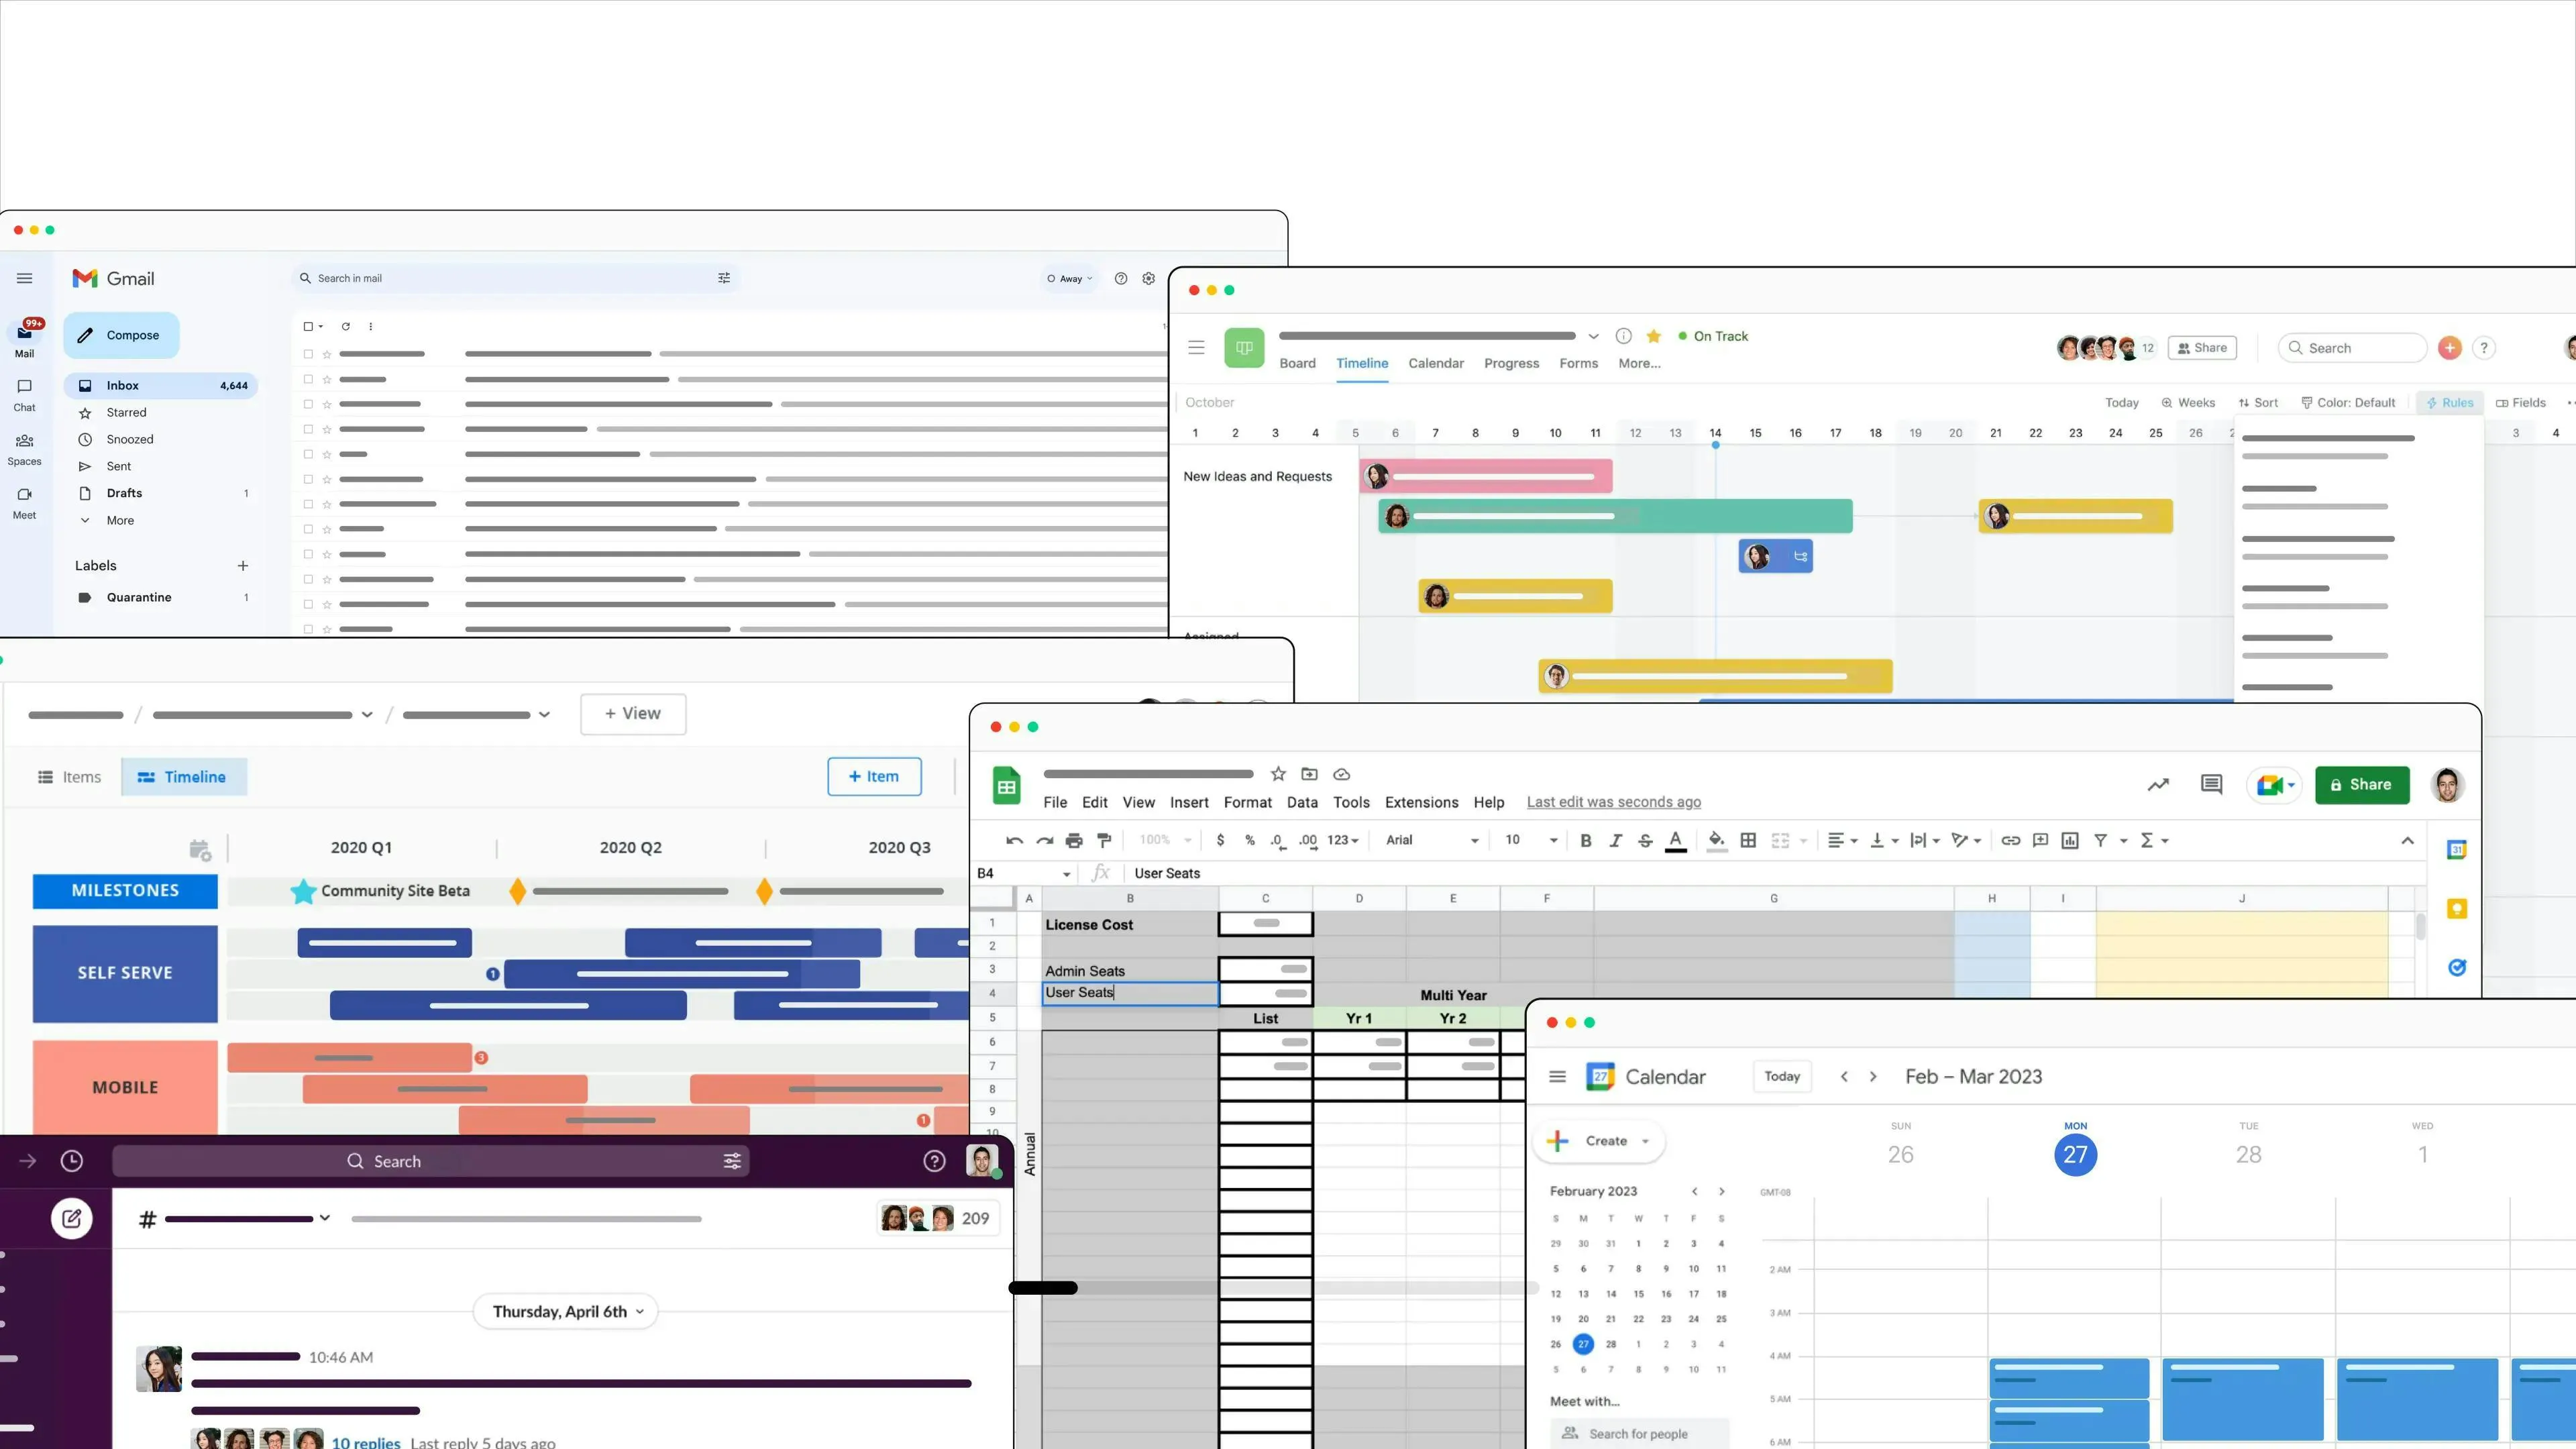 Gmail
Search in mail
Away
99+
Mail
Compose
Inbox 4,644
Chat
Starred
Snoozed
Spaces
Sent
Drafts 1
Meet
More
Labels
Quarantine 1
On Track
12
Share
Search
?
Board Timeline Calendar Progress Forms More...
October
Today Weeks Sort Color: Default Rules Fields
1 2 3 4 5 6 7 8 9 10 11 12 13 14 15 16 17 18 19 20 21 22 23 24 25 26 3 4
New Ideas and Requests
Assigned
/ / + View
Items Timeline + Item
2020 Q1 2020 Q2 2020 Q3
MILESTONES Community Site Beta
SELF SERVE
1
MOBILE
3
1
File Edit View Insert Format Data Tools Extensions Help Last edit was seconds ago
Share
100% $ % .0 .00 123 Arial 10 B I S A
31
B4 fx User Seats
A B C D E F G H I J
1 License Cost
2
3 Admin Seats
4 User Seats Multi Year
5 List Yr 1 Yr 2
6
7
8
9
10
Annual
Search
#
209
Thursday, April 6th
10:46 AM
10 replies Last reply 5 days ago
27 Calendar Today < > Feb – Mar 2023
Create
SUN MON TUE WED
26 27 28 1
February 2023 < >
GMT-08
S M T W T F S
29 30 31 1 2 3 4
5 6 7 8 9 10 11
12 13 14 15 16 17 18
19 20 21 22 23 24 25
26 27 28 1 2 3 4
5 6 7 8 9 10 11
2 AM
3 AM
4 AM
5 AM
6 AM
Meet with...
Search for people